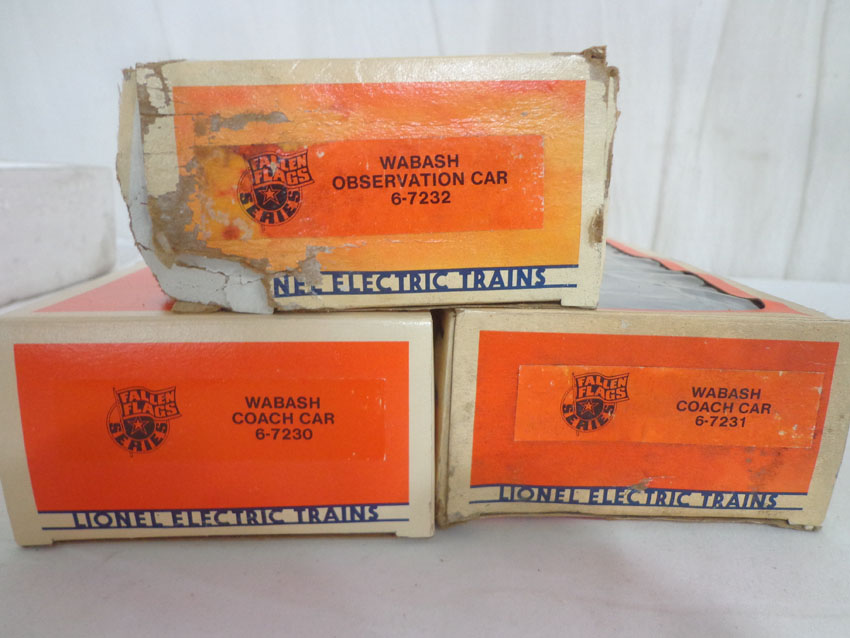 FALLEN
FLAGS
SERIES
WABASH
OBSERVATION CAR
6-7232
NEL ELECTRIC TRAINS
FALLEN
FLAGS
SERIES
WABASH
COACH CAR
6-7230
LIONEL ELECTRIC TRAINS
FALLEN
FLAGS
SERIES
WABASH
COACH CAR
6-7231
LIONEL ELECTRIC TRAINS